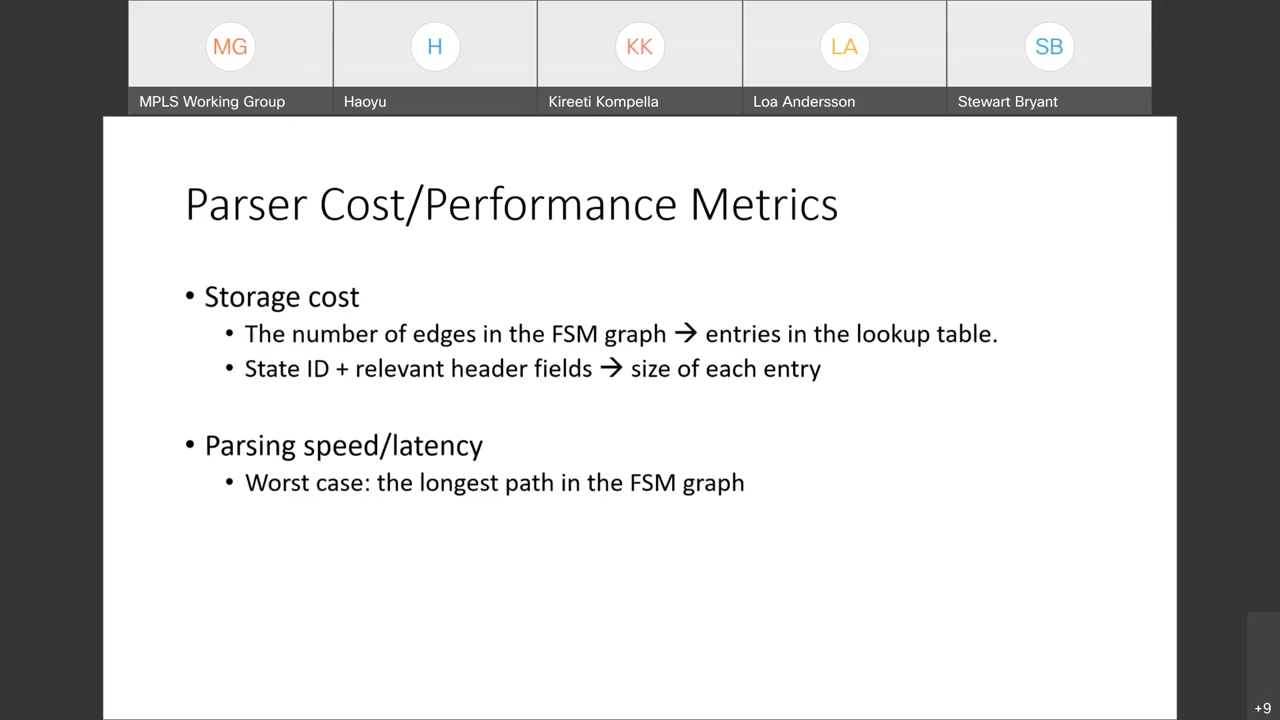 MG
H
KK
LA
SB
MPLS Working Group
Haoyu
Kireeti Kompella
Loa Andersson
Stewart Bryant
Parser Cost/Performance Metrics
• Storage cost
• The number of edges in the FSM graph → entries in the lookup table.
• State ID + relevant header fields → size of each entry
• Parsing speed/latency
• Worst case: the longest path in the FSM graph
+9